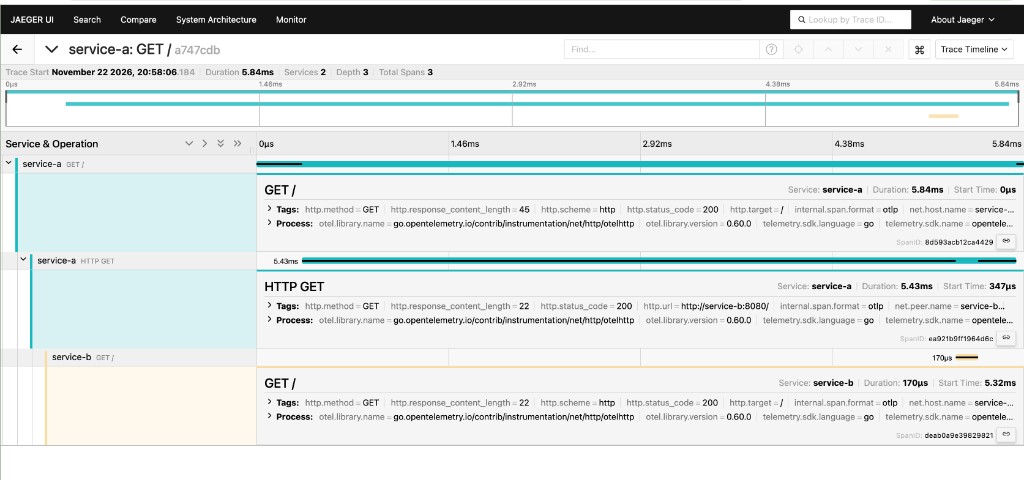 JAEGER UI Search Compare System Architecture Monitor Lookup by Trace ID... About Jaeger
service-a: GET / a747cdb Find... Trace Timeline
Trace Start November 22 2026, 20:58:06.184 Duration 5.84ms Services 2 Depth 3 Total Spans 3
0μs 1.46ms 2.92ms 4.38ms 5.84ms
Service & Operation 0μs 1.46ms 2.92ms 4.38ms 5.84ms
service-a GET /
GET / Service: service-a Duration: 5.84ms Start Time: 0μs
Tags: http.method = GET http.response_content_length = 45 http.scheme = http http.status_code = 200 http.target = / internal.span.format = otlp net.host.name = service-...
Process: otel.library.name = go.opentelemetry.io/contrib/instrumentation/net/http/otelhttp otel.library.version = 0.60.0 telemetry.sdk.language = go opentele...
SpanID: 8d593acb12ca4429
service-a HTTP GET 5.43ms
HTTP GET Service: service-a Duration: 5.43ms Start Time: 347μs
Tags: http.method = GET http.response_content_length = 22 http.status_code = 200 http.url = http://service-b:8080/ internal.span.format = otlp net.peer.name = service-b...
Process: otel.library.name = go.opentelemetry.io/contrib/instrumentation/net/http/otelhttp otel.library.version = 0.60.0 telemetry.sdk.language = go telemetry.sdk.name = opentele...
SpanID: ea921b9ff1964d6c
service-b GET / 170μs
GET / Service: service-b Duration: 170μs Start Time: 5.32ms
Tags: http.method = GET http.response_content_length = 22 http.scheme = http http.status_code = 200 http.target = / internal.span.format = otlp net.host.name = service-...
Process: otel.library.name = go.opentelemetry.io/contrib/instrumentation/net/http/otelhttp otel.library.version = 0.60.0 telemetry.sdk.language = go telemetry.sdk.name = opentele...
SpanID: deab0a9e39829821